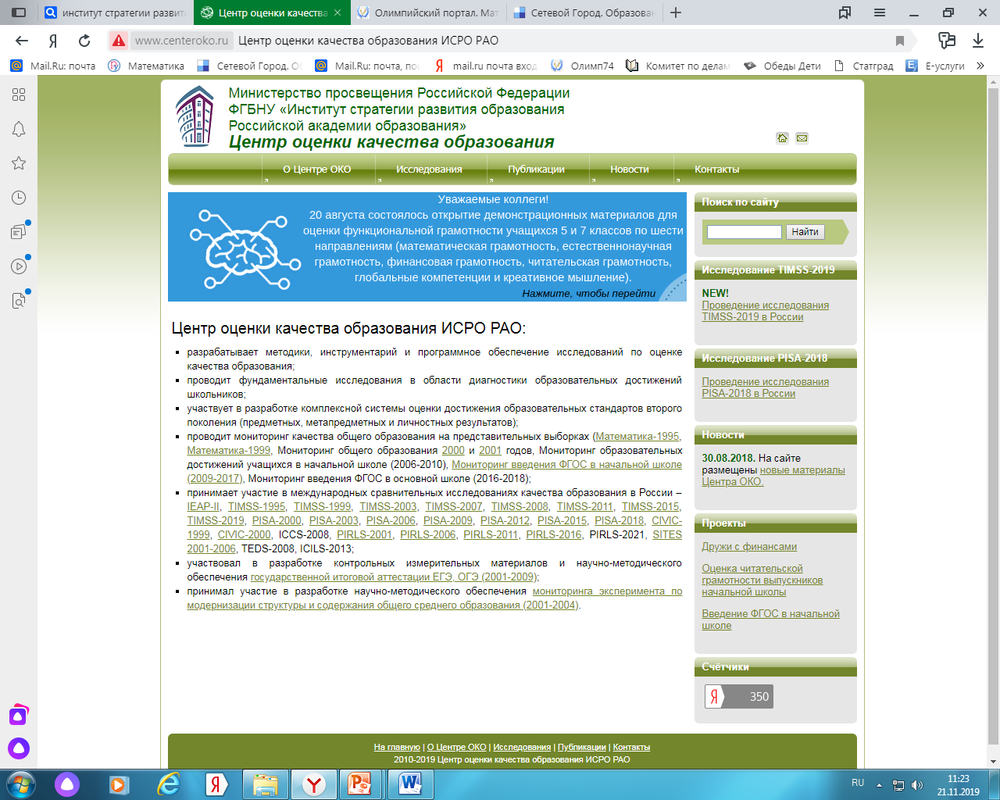 институт стратегии развит
Центр оценки качества
Олимпийский портал. Мат
Сетевой Город. Образован
www.centeroko.ru Центр оценки качества образования ИСРО РАО
Mail.Ru: почта
Математика
Сетевой Город. Об
Mail.Ru: почта, пои
mail.ru почта вход
Олимп74
Комитет по делам
Обеды Дети
Статград
Е-услуги
Министерство просвещения Российской Федерации
ФГБНУ «Институт стратегии развития образования
Российской академии образования»
Центр оценки качества образования
О Центре ОКО
Исследования
Публикации
Новости
Контакты
Уважаемые коллеги!
20 августа состоялось открытие демонстрационных материалов для
оценки функциональной грамотности учащихся 5 и 7 классов по шести
направлениям (математическая грамотность, естественнонаучная
грамотность, финансовая грамотность, читательская грамотность,
глобальные компетенции и креативное мышление).
Нажмите, чтобы перейти
Центр оценки качества образования ИСРО РАО:
разрабатывает методики, инструментарий и программное обеспечение исследований по оценке
качества образования;
проводит фундаментальные исследования в области диагностики образовательных достижений
школьников;
участвует в разработке комплексной системы оценки достижения образовательных стандартов второго
поколения (предметных, метапредметных и личностных результатов);
проводит мониторинг качества общего образования на представительных выборках (Математика-1995,
Математика-1999, Мониторинг общего образования 2000 и 2001 годов, Мониторинг образовательных
достижений учащихся в начальной школе (2006-2010), Мониторинг введения ФГОС в начальной школе
(2009-2017), Мониторинг введения ФГОС в основной школе (2016-2018);
принимает участие в международных сравнительных исследованиях качества образования в России –
IEAP-II, TIMSS-1995, TIMSS-1999, TIMSS-2003, TIMSS-2007, TIMSS-2008, TIMSS-2011, TIMSS-2015,
TIMSS-2019, PISA-2000, PISA-2003, PISA-2006, PISA-2009, PISA-2012, PISA-2015, PISA-2018, CIVIC-
1999, CIVIC-2000, ICCS-2008, PIRLS-2001, PIRLS-2006, PIRLS-2011, PIRLS-2016, PIRLS-2021, SITES
2001-2006, TEDS-2008, ICILS-2013;
участвовал в разработке контрольных измерительных материалов и научно-методического
обеспечения государственной итоговой аттестации ЕГЭ, ОГЭ (2001-2009);
принимал участие в разработке научно-методического обеспечения мониторинга эксперимента по
модернизации структуры и содержания общего среднего образования (2001-2004).
Поиск по сайту
Найти
Исследование TIMSS-2019
NEW!
Проведение исследования
TIMSS-2019 в России
Исследование PISA-2018
Проведение исследования
PISA-2018 в России
Новости
30.08.2018. На сайте
размещены новые материалы
Центра ОКО.
Проекты
Дружи с финансами
Оценка читательской
грамотности выпускников
начальной школы
Введение ФГОС в начальной
школе
Счётчики
Я 350
На главную | О Центре ОКО | Исследования | Публикации | Контакты
2010-2019 Центр оценки качества образования ИСРО РАО
RU
11:23
21.11.2019